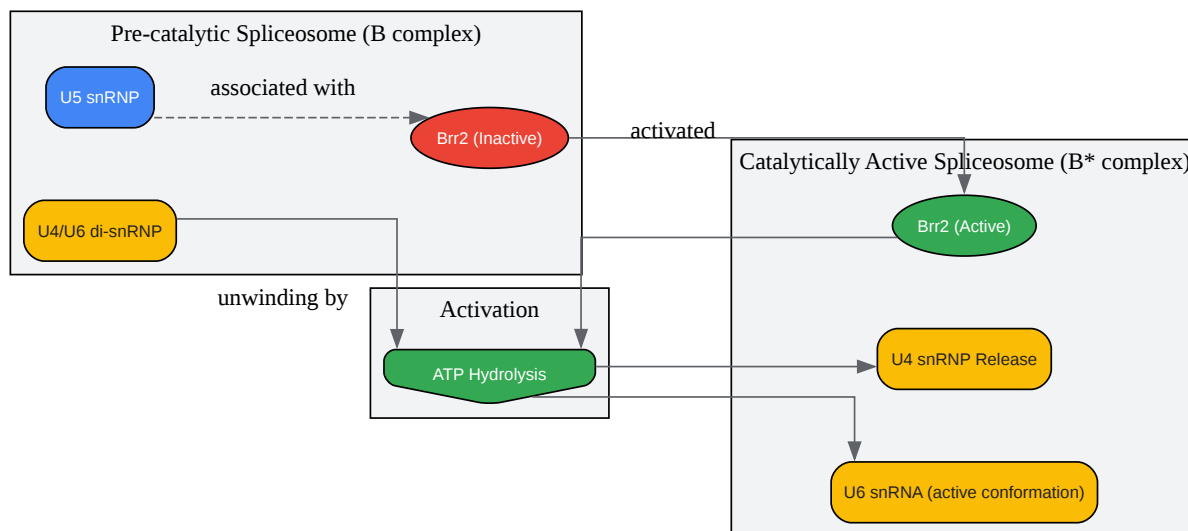 Pre-catalytic Spliceosome (B complex)
U5 snRNP
associated with
Brr2 (Inactive)
activated
Catalytically Active Spliceosome (B* complex)
U4/U6 di-snRNP
Brr2 (Active)
unwinding by
Activation
ATP Hydrolysis
U4 snRNP Release
U6 snRNA (active conformation)